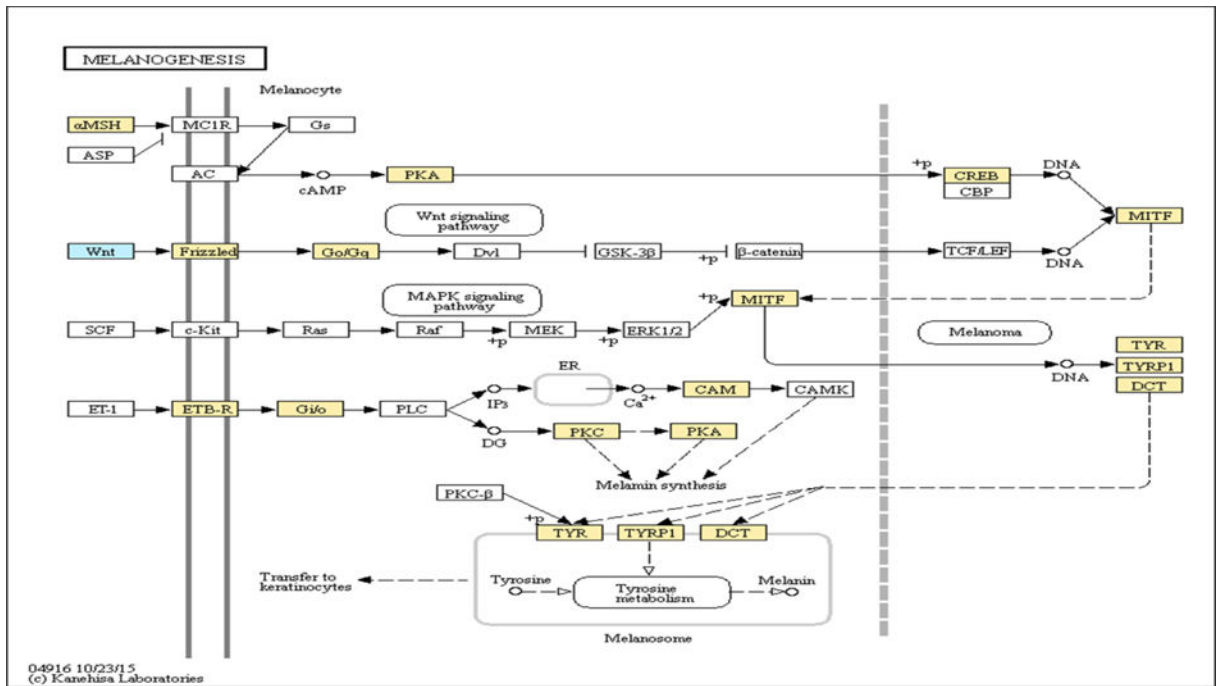 MELANOGENESIS
Melanocyte
αMSH
MC1R
Gs
ASP
AC
cAMP
PKA
+p
CREB
CBP
DNA
MITF
Wnt signaling
pathway
Wnt
Frizzled
Go/Gq
Dvl
GSK-3β
+p
β-catenin
TCF/LEF
DNA
MAPK signaling
pathway
+p
MITF
SCF
c-Kit
Ras
Raf
+p
MEK
+p
ERK1/2
Melanoma
TYR
TYRP1
DCT
DNA
ER
ET-1
ETB-R
Gi/o
PLC
IP3
Ca2+
CAM
CAMK
DG
PKC
PKA
Melamin synthesis
PKC-β
+p
TYR
TYRP1
DCT
Transfer to
keratinocytes
Tyrosine
Tyrosine
metabolism
Melanin
Melanosome
04916 10/23/15
(c) Kanehisa Laboratories